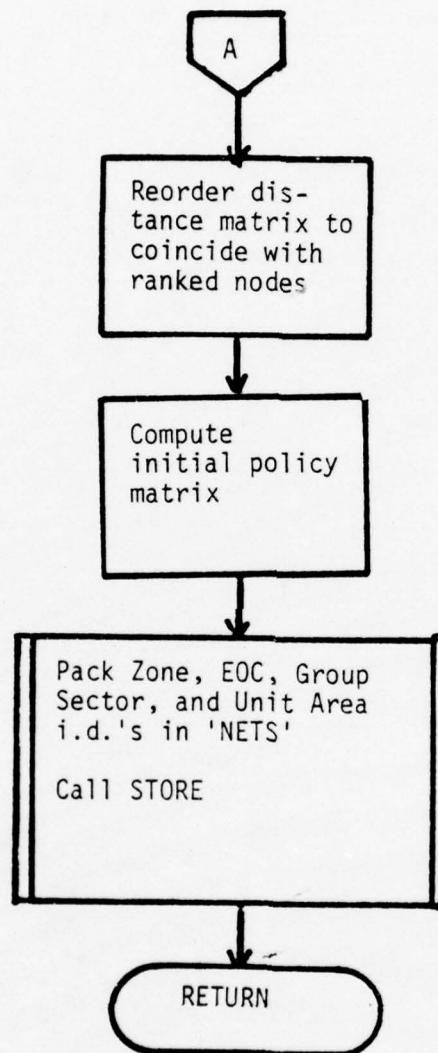 A
Reorder dis-
tance matrix to
coincide with
ranked nodes
Compute
initial policy
matrix
Pack Zone, EOC, Group
Sector, and Unit Area
i.d.'s in 'NETS'
Call STORE
RETURN